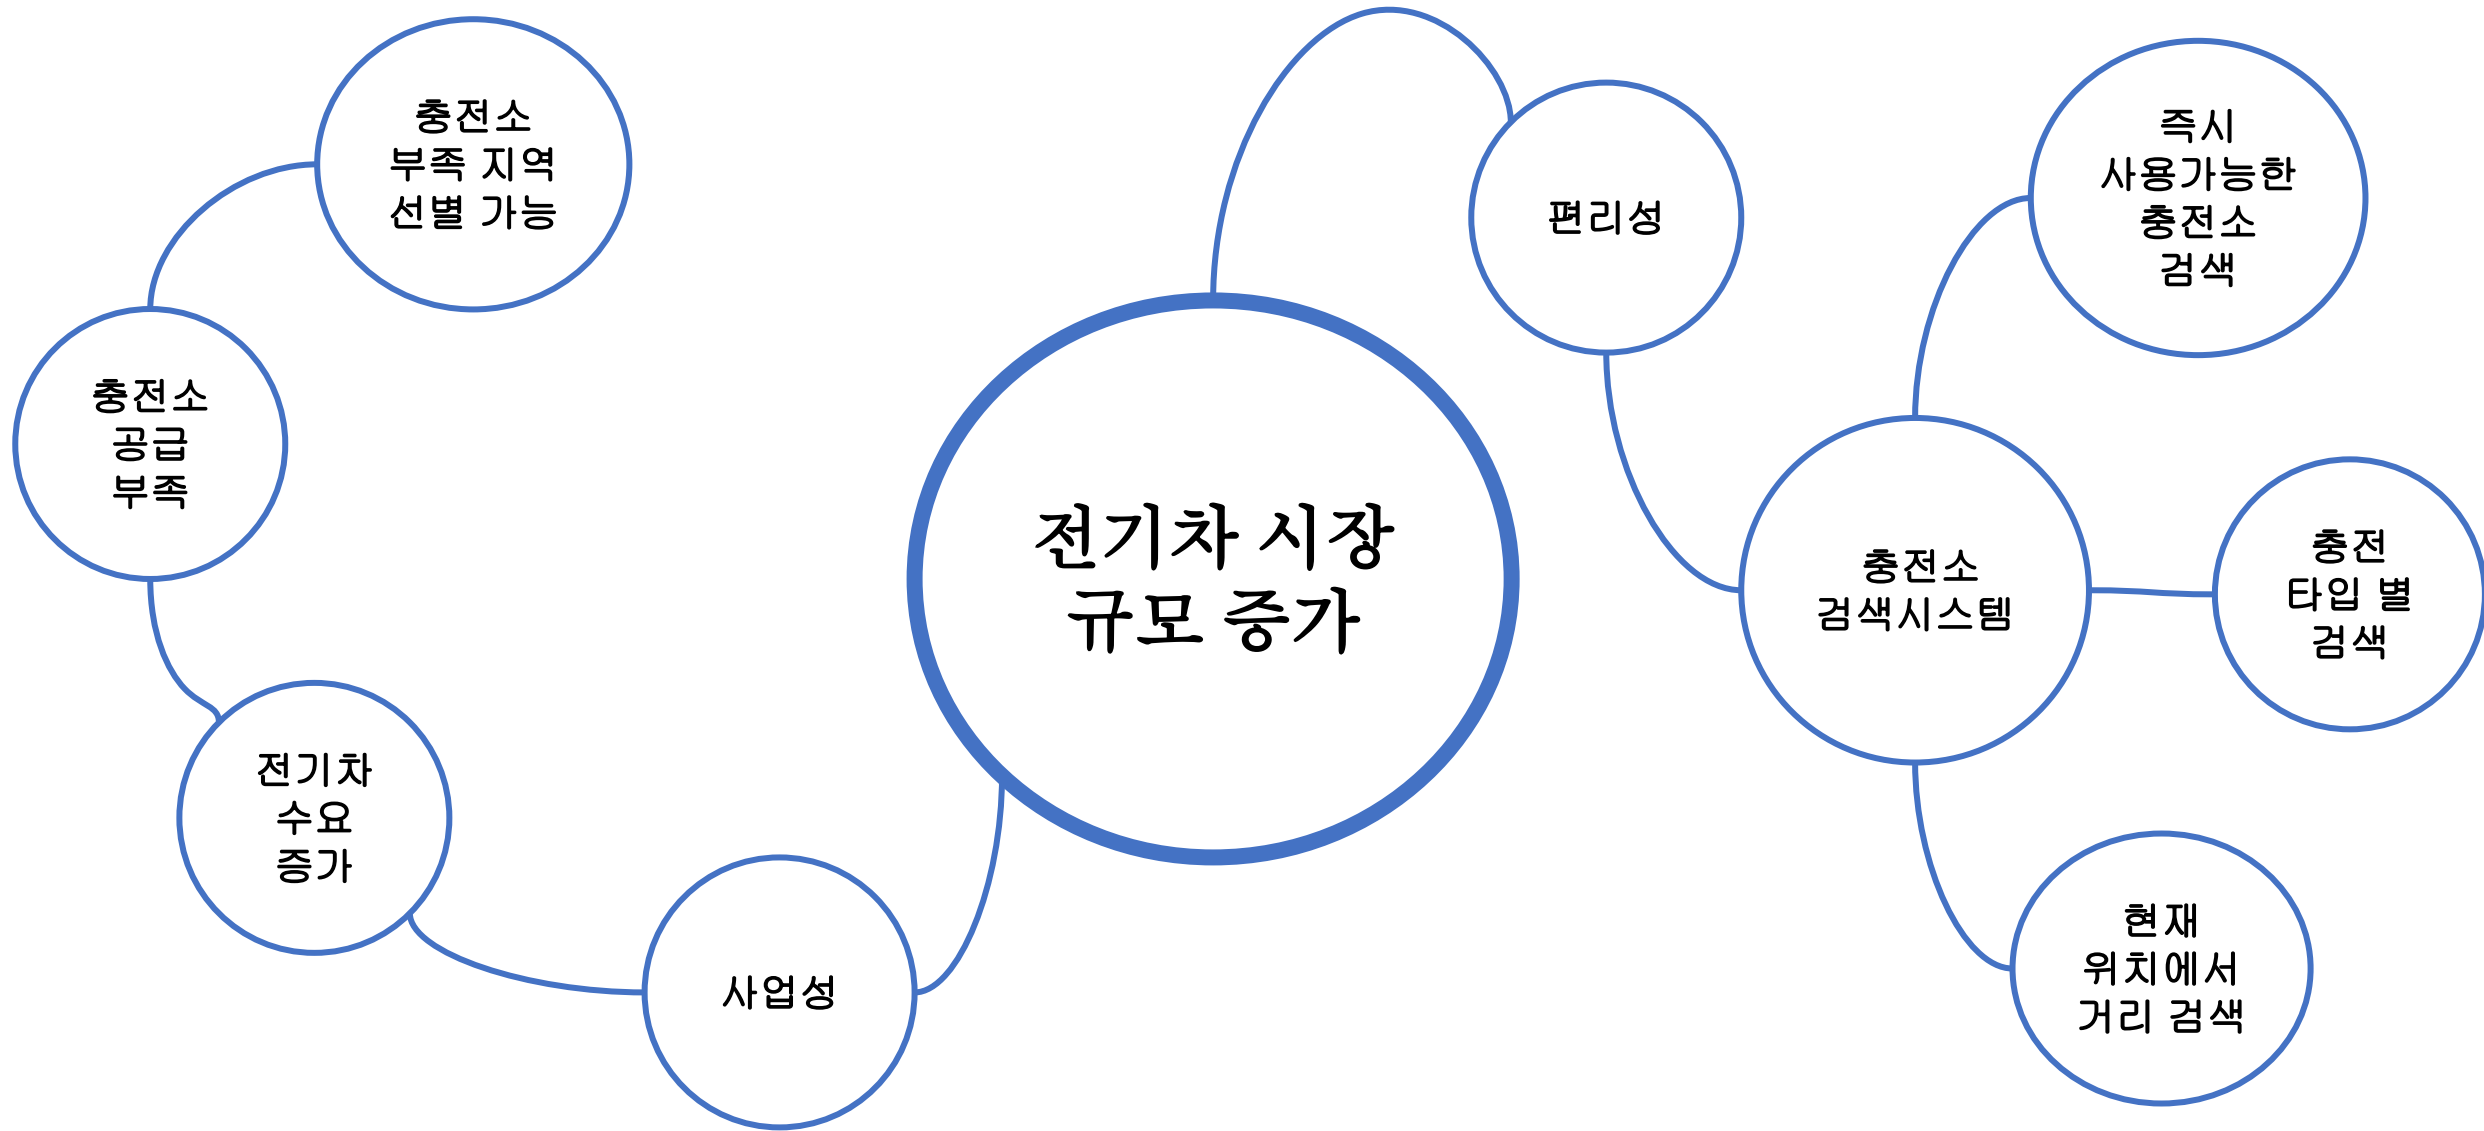 충전소
부족 지역
선별 가능
충전소
공급
부족
전기차
수요
증가
사업성
전기차 시장
규모 증가
편리성
충전소
검색시스템
즉시
사용가능한
충전소
검색
충전
타입 별
검색
현재
위치에서
거리 검색